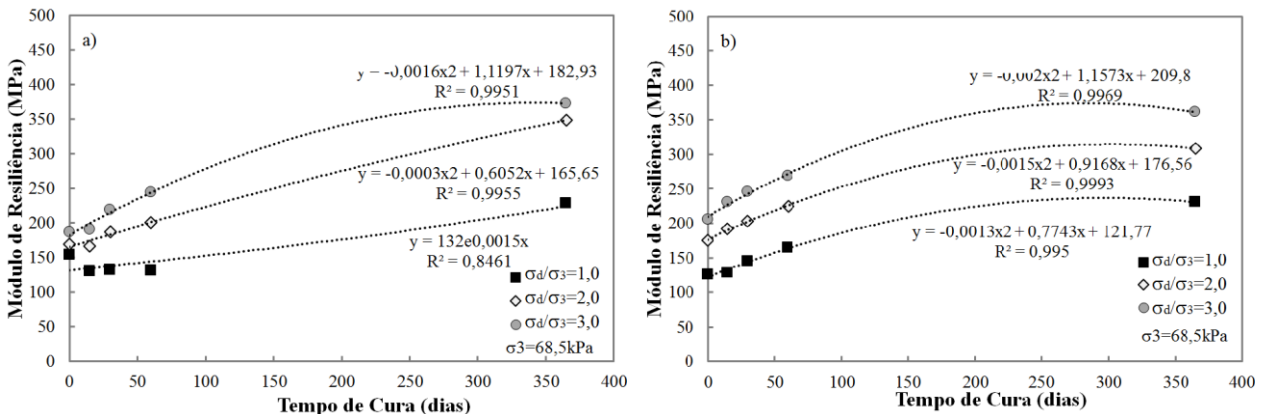 a)
Módulo de Resiliência (MPa)
500
450
400
350
300
250
200
150
100
50
0
y = -0,0016x2 + 1,1197x + 182,93
R² = 0,9951
y = -0,0003x2 + 0,6052x + 165,65
R² = 0,9955
y = 132e0,0015x
R² = 0,8461
σd/σ3=1,0
σd/σ3=2,0
σd/σ3=3,0
σ3=68,5kPa
0 50 100 150 200 250 300 350 400
Tempo de Cura (dias)
b)
Módulo de Resiliência (MPa)
500
450
400
350
300
250
200
150
100
50
0
y = -0,002x2 + 1,1573x + 209,8
R² = 0,9969
y = -0,0015x2 + 0,9168x + 176,56
R² = 0,9993
y = -0,0013x2 + 0,7743x + 121,77
R² = 0,995
σd/σ3=1,0
σd/σ3=2,0
σd/σ3=3,0
σ3=68,5kPa
0 50 100 150 200 250 300 350 400
Tempo de Cura (dias)